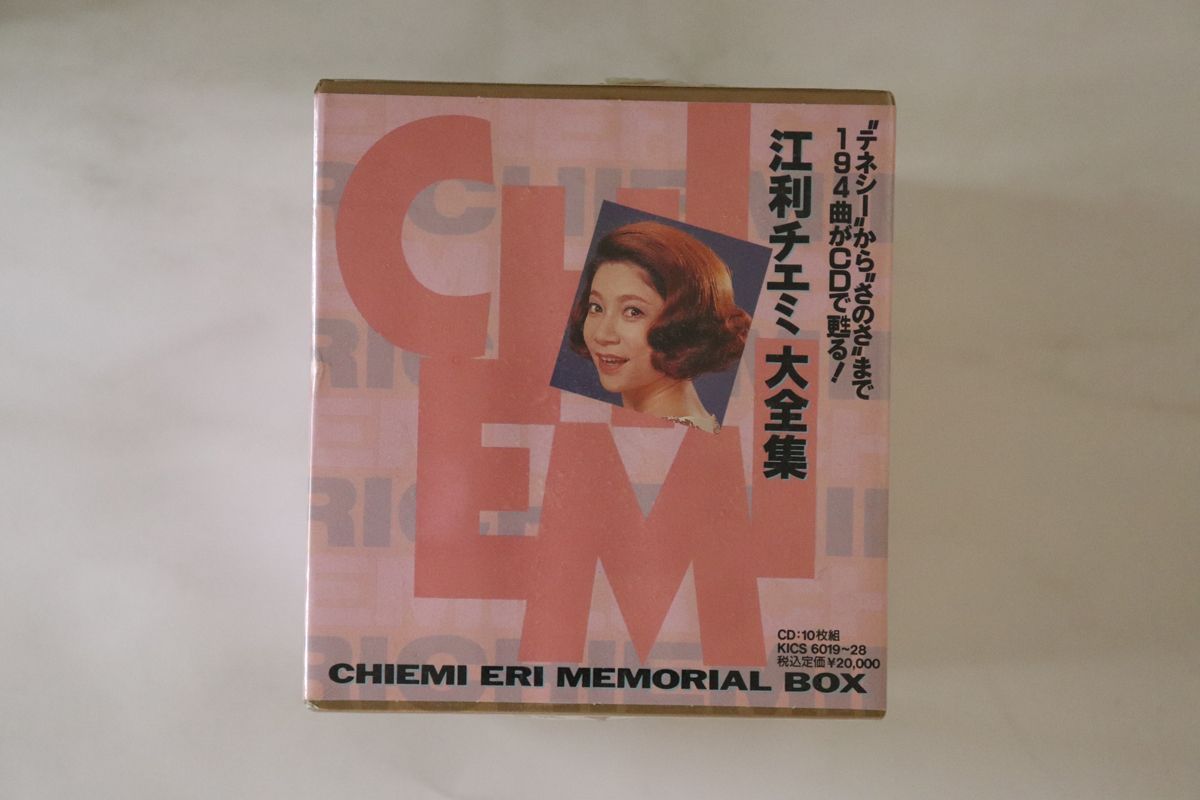 "テネシー"から"さのさ"まで
194曲がCDで甦る!
江利チエミ 大全集
CHIEMI
CD:10枚組
KICS 6019~28
税込定価¥20,000
CHIEMI ERI MEMORIAL BOX